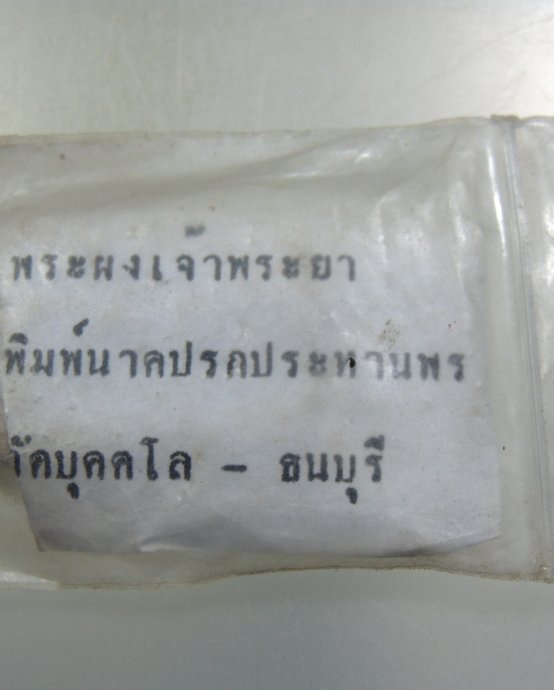 พระผงเจ้าพระยา
พิมพ์นาคปรกประทานพร
วัดบุคคโล – ธนบุรี